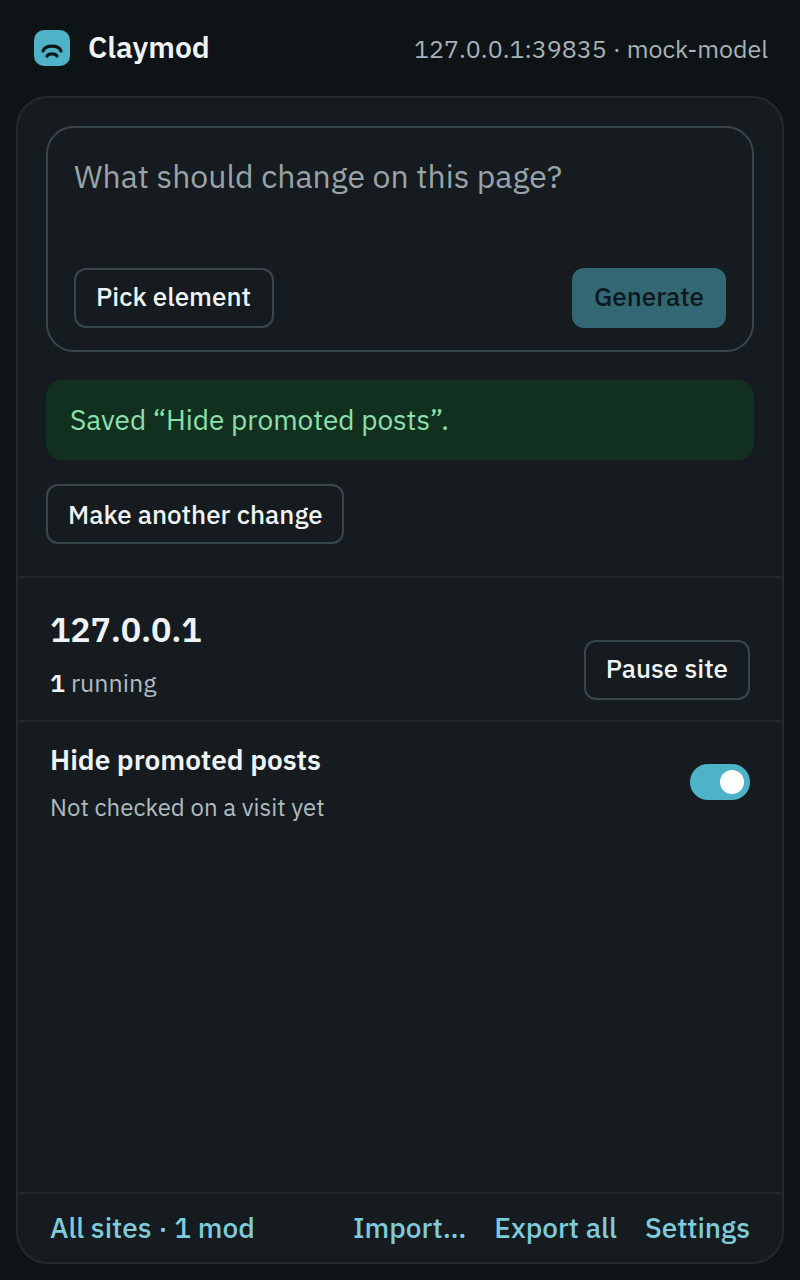 Claymod
127.0.0.1:39835 · mock-model
What should change on this page?
Pick element
Generate
Saved “Hide promoted posts”.
Make another change
127.0.0.1
1 running
Pause site
Hide promoted posts
Not checked on a visit yet
All sites · 1 mod
Import…
Export all
Settings